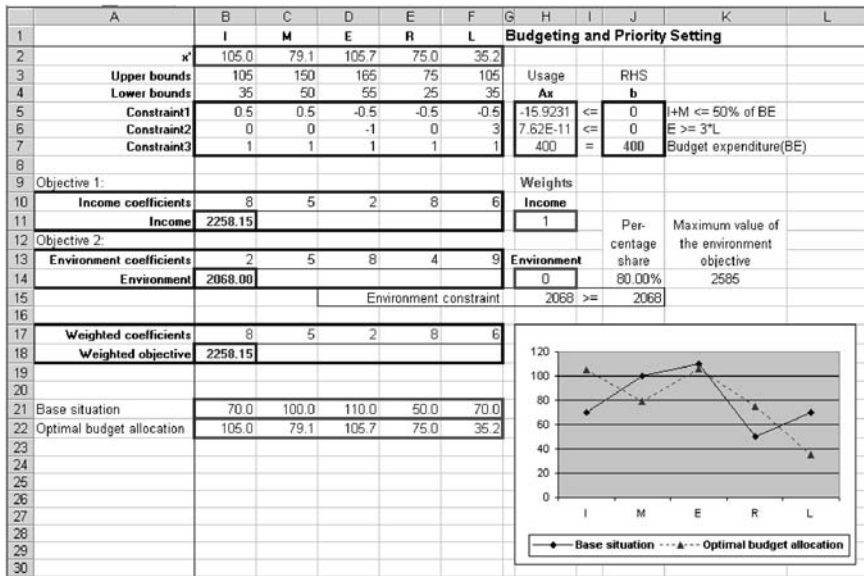 A B C D E F G H I J K L
1 I M E R L Budgeting and Priority Setting
2 x' 105.0 79.1 105.7 75.0 35.2
3 Upper bounds 105 150 165 75 105 Usage RHS
4 Lower bounds 35 50 55 25 35 Ax b
5 Constraint1 0.5 0.5 -0.5 -0.5 -0.5 -15.9231 <= 0 I+M <= 50% of BE
6 Constraint2 0 0 -1 0 3 7.62E-11 <= 0 E >= 3*L
7 Constraint3 1 1 1 1 1 400 = 400 Budget expenditure(BE)
8
9 Objective 1: Weights
10 Income coefficients 8 5 2 8 6 Income
11 Income 2258.15 1 Per- Maximum value of
12 Objective 2: centage the environment
13 Environment coefficients 2 5 8 4 9 Environment share objective
14 Environment 2068.00 0 80.00% 2585
15 Environment constraint 2068 >= 2068
16
17 Weighted coefficients 8 5 2 8 6
18 Weighted objective 2258.15
19
20
21 Base situation 70.0 100.0 110.0 50.0 70.0
22 Optimal budget allocation 105.0 79.1 105.7 75.0 35.2
23
24
25
26
27
28
29
30
120
100
80
60
40
20
0
I M E R L
Base situation Optimal budget allocation